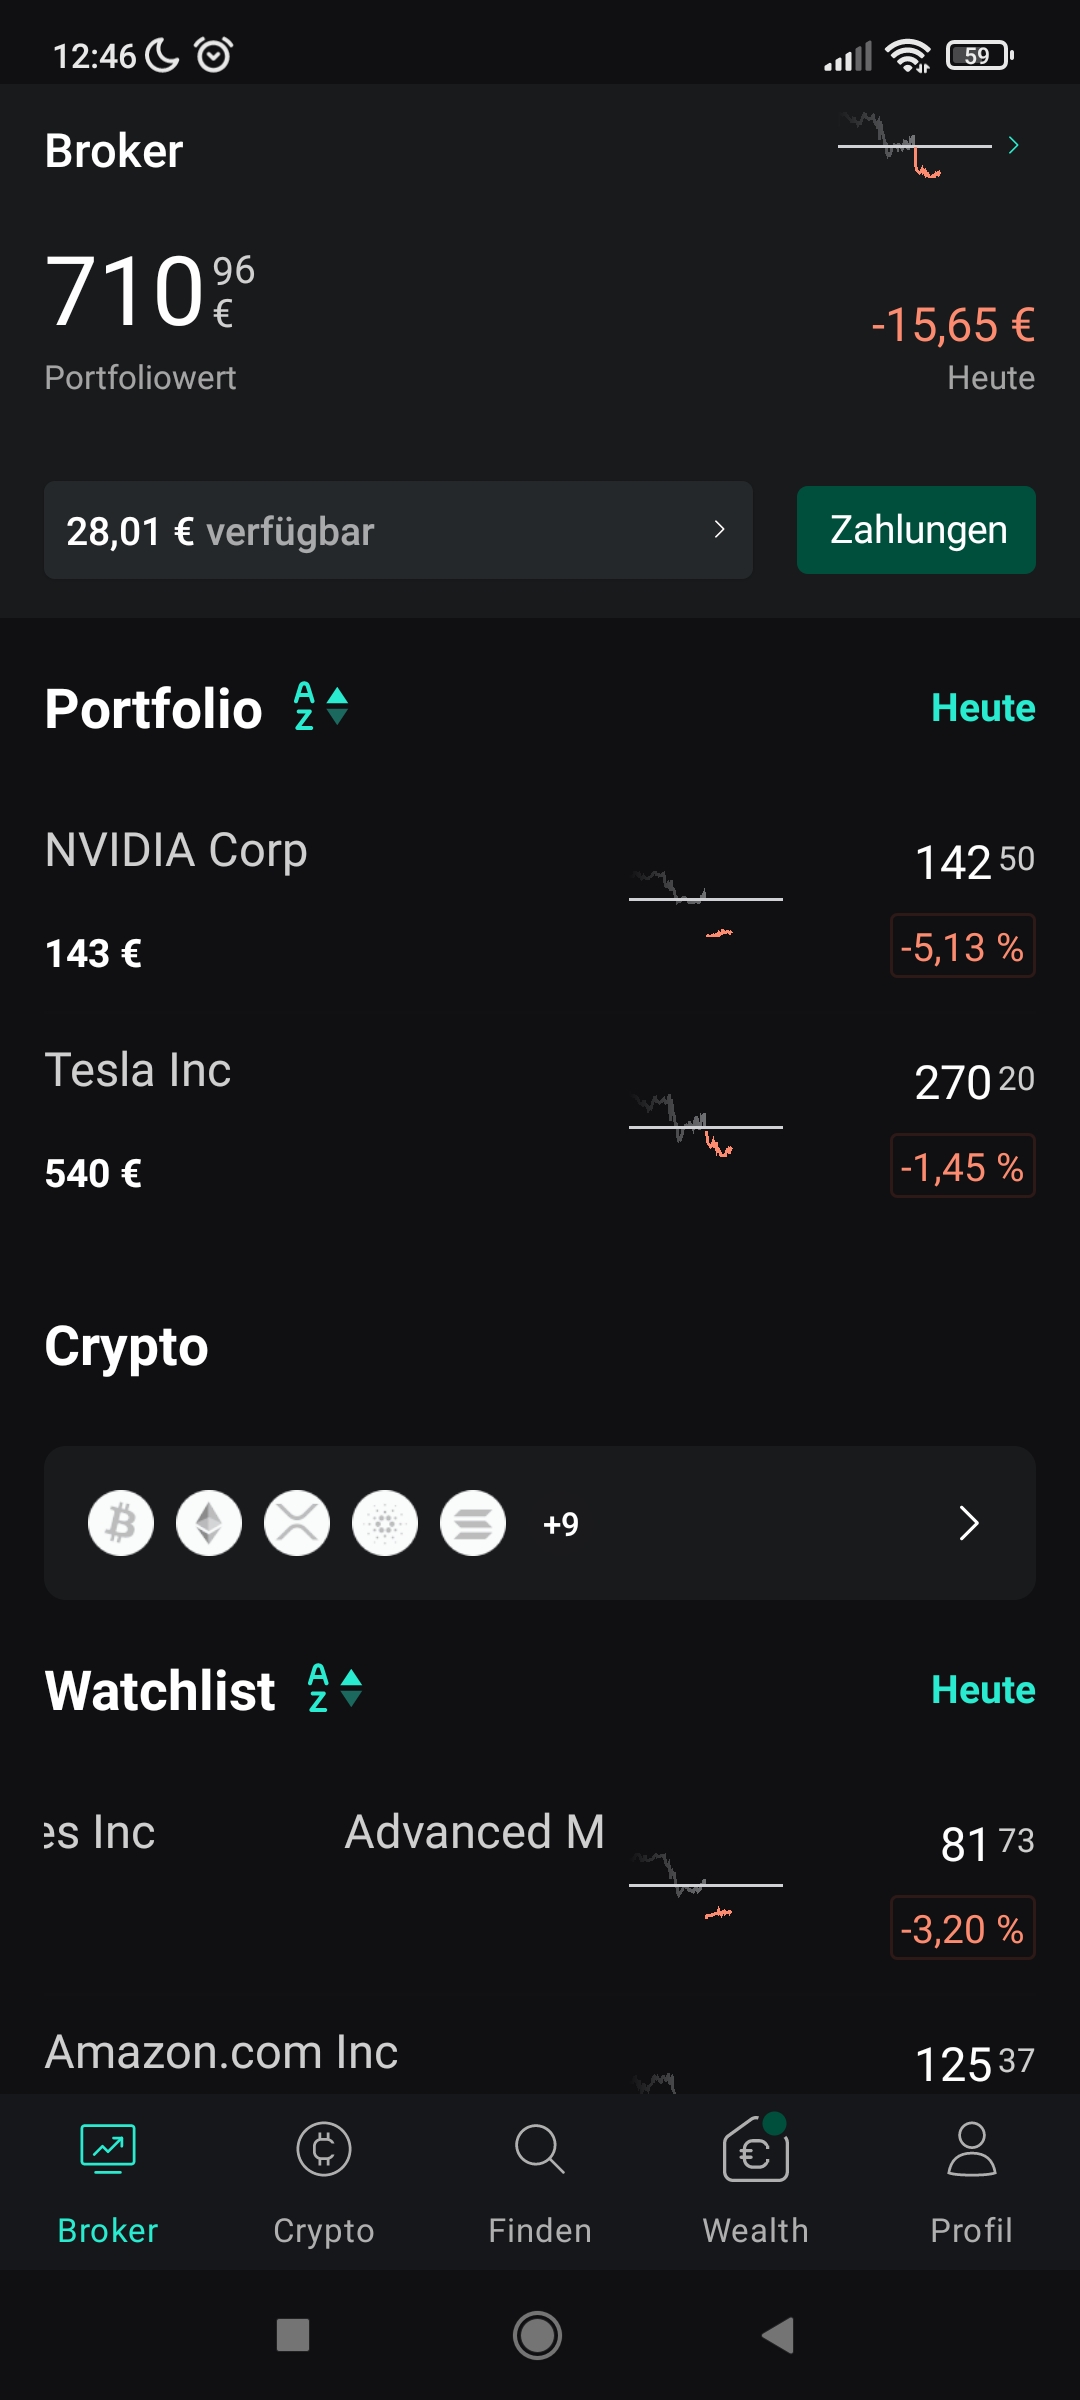 12:46 59
Broker
710 96 €
-15,65 €
Portfoliowert Heute
28,01 € verfügbar Zahlungen
Portfolio A Z Heute
NVIDIA Corp 142 50
143 € -5,13 %
Tesla Inc 270 20
540 € -1,45 %
Crypto
+9
Watchlist A Z Heute
es Inc Advanced M 81 73
-3,20 %
Amazon.com Inc 125 37
Broker Crypto Finden Wealth Profil